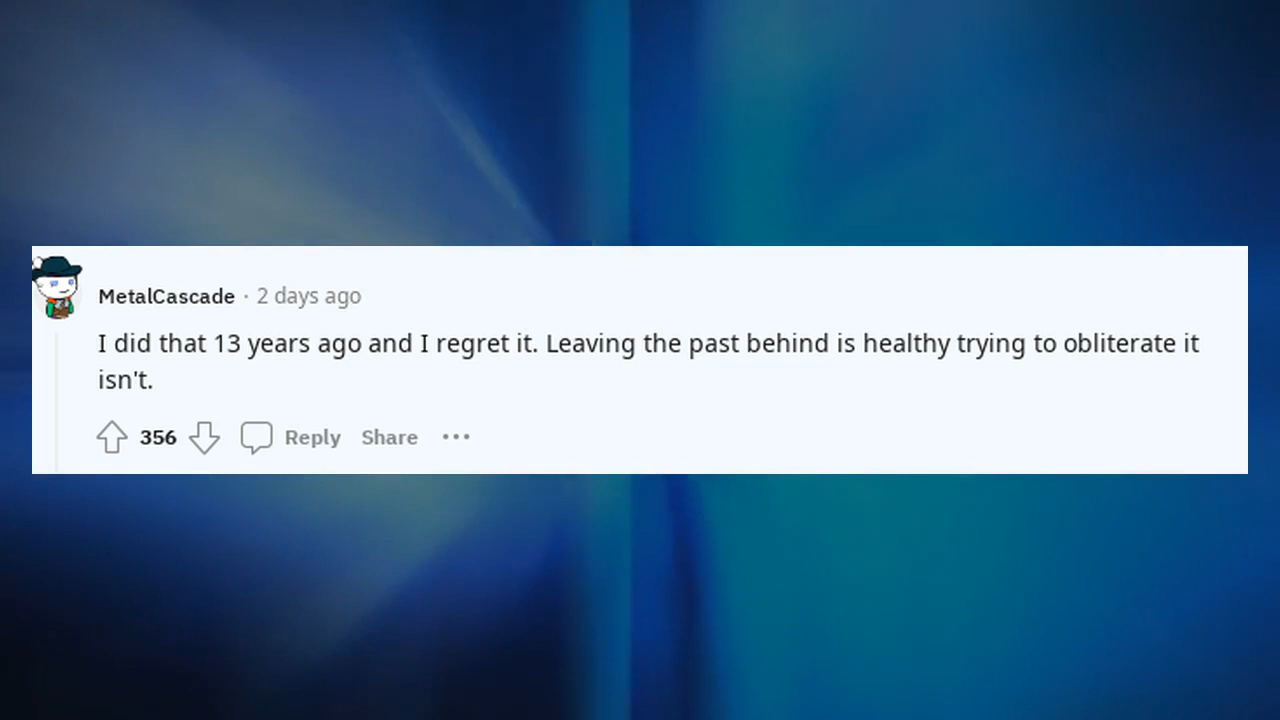 MetalCascade · 2 days ago
I did that 13 years ago and I regret it. Leaving the past behind is healthy trying to obliterate it
isn't.
356 Reply Share ···